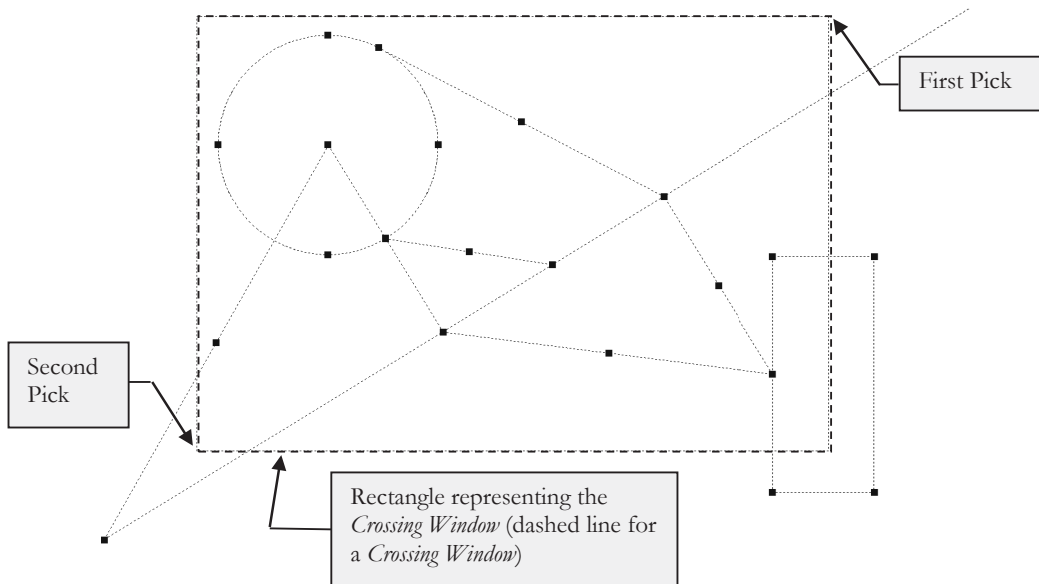 First Pick
Second
Pick
Rectangle representing the
Crossing Window (dashed line for
a Crossing Window)